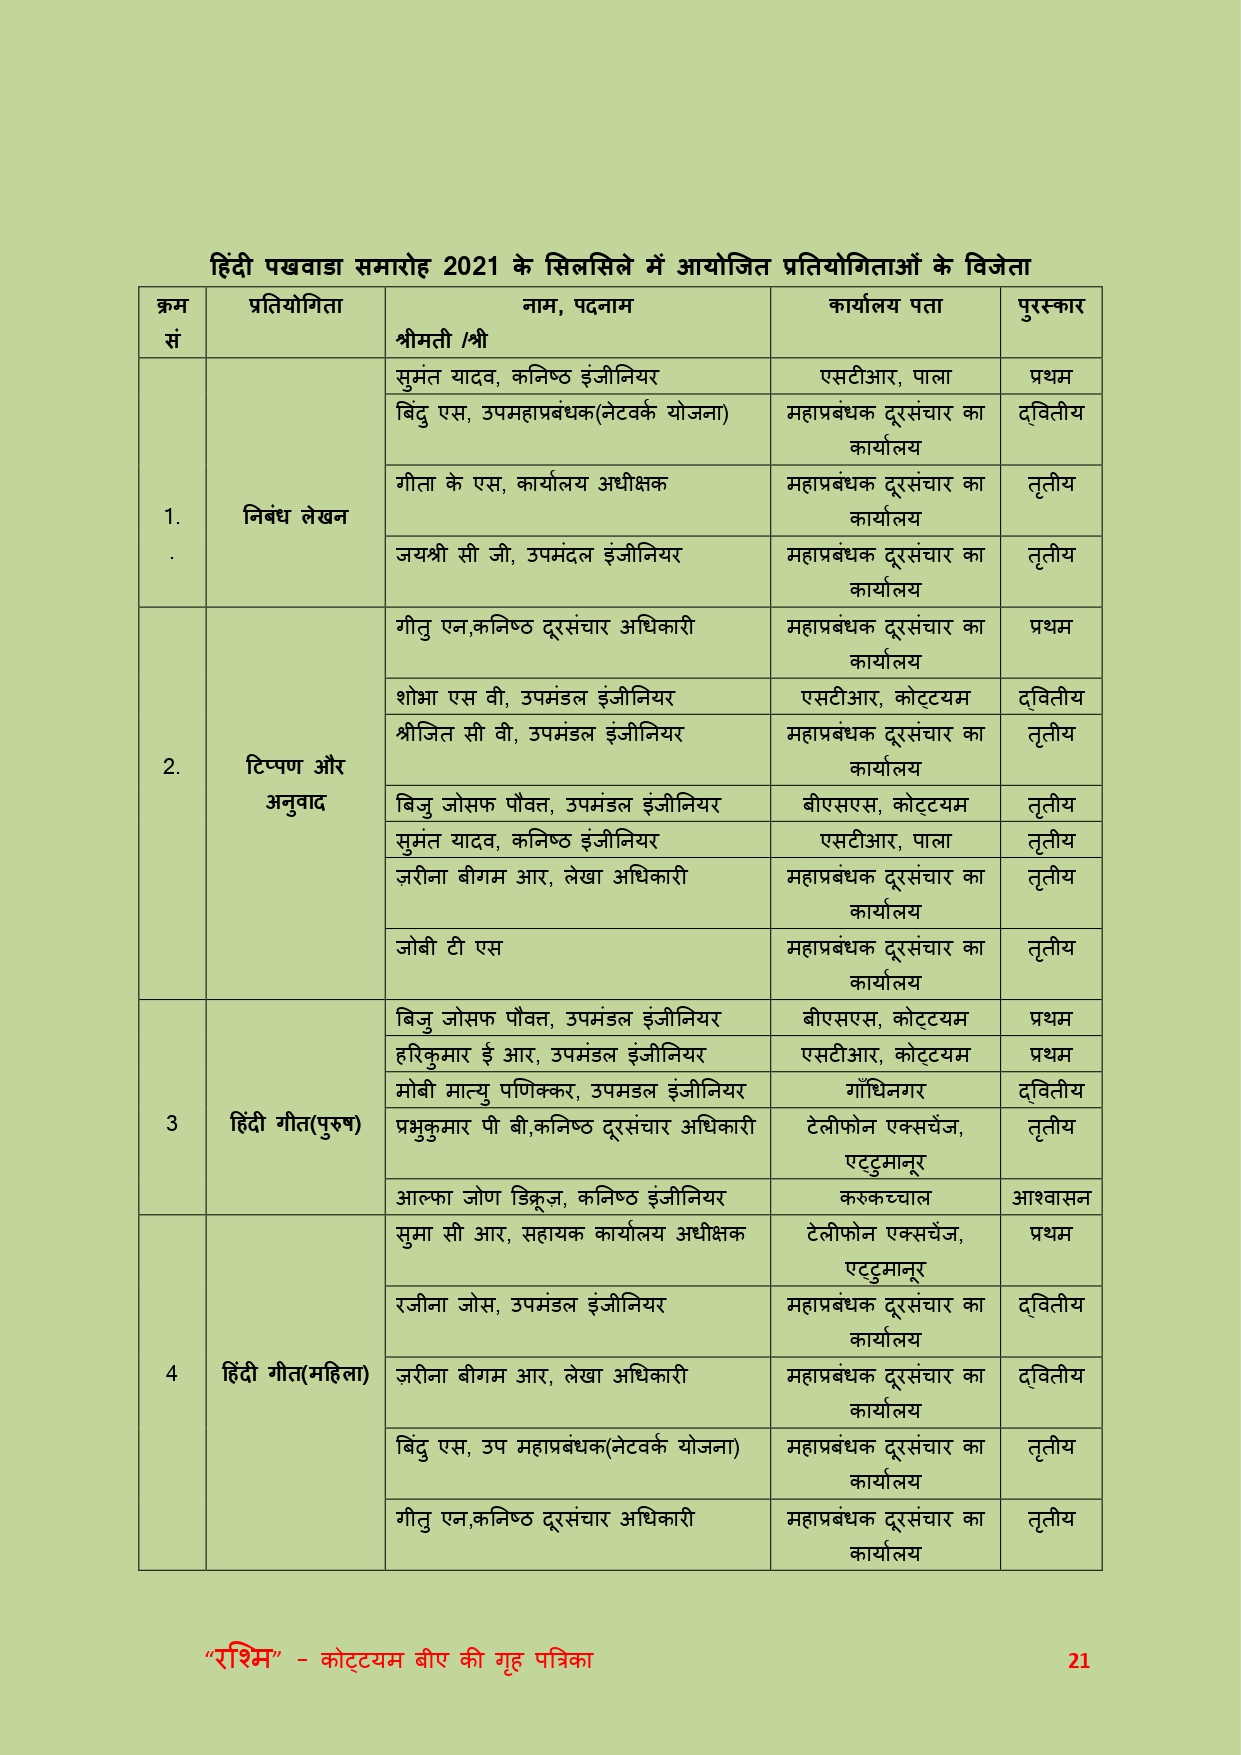 हिंदी पखवाडा समारोह 2021 के सिलसिले में आयोजित प्रतियोगिताओं के विजेता
क्रम सं प्रतियोगिता नाम, पदनाम श्रीमती /श्री कार्यालय पता पुरस्कार
1. . निबंध लेखन
सुमंत यादव, कनिष्ठ इंजीनियर एसटीआर, पाला प्रथम
बिंदु एस, उपमहाप्रबंधक(नेटवर्क योजना) महाप्रबंधक दूरसंचार का कार्यालय द्वितीय
गीता के एस, कार्यालय अधीक्षक महाप्रबंधक दूरसंचार का कार्यालय तृतीय
जयश्री सी जी, उपमंदल इंजीनियर महाप्रबंधक दूरसंचार का कार्यालय तृतीय
2. टिप्पण और अनुवाद
गीतु एन,कनिष्ठ दूरसंचार अधिकारी महाप्रबंधक दूरसंचार का कार्यालय प्रथम
शोभा एस वी, उपमंडल इंजीनियर एसटीआर, कोट्टयम द्वितीय
श्रीजित सी वी, उपमंडल इंजीनियर महाप्रबंधक दूरसंचार का कार्यालय तृतीय
बिजु जोसफ पौवत्त, उपमंडल इंजीनियर बीएसएस, कोट्टयम तृतीय
सुमंत यादव, कनिष्ठ इंजीनियर एसटीआर, पाला तृतीय
ज़रीना बीगम आर, लेखा अधिकारी महाप्रबंधक दूरसंचार का कार्यालय तृतीय
जोबी टी एस महाप्रबंधक दूरसंचार का कार्यालय तृतीय
3 हिंदी गीत(पुरुष)
बिजु जोसफ पौवत्त, उपमंडल इंजीनियर बीएसएस, कोट्टयम प्रथम
हरिकुमार ई आर, उपमंडल इंजीनियर एसटीआर, कोट्टयम प्रथम
मोबी मात्यु पणिक्कर, उपमडल इंजीनियर गाँधिनगर द्वितीय
प्रभुकुमार पी बी,कनिष्ठ दूरसंचार अधिकारी टेलीफोन एक्सचेंज, एट्टुमानूर तृतीय
आल्फा जोण डिक्रूज़, कनिष्ठ इंजीनियर करुकच्चाल आश्वासन
4 हिंदी गीत(महिला)
सुमा सी आर, सहायक कार्यालय अधीक्षक टेलीफोन एक्सचेंज, एट्टुमानूर प्रथम
रजीना जोस, उपमंडल इंजीनियर महाप्रबंधक दूरसंचार का कार्यालय द्वितीय
ज़रीना बीगम आर, लेखा अधिकारी महाप्रबंधक दूरसंचार का कार्यालय द्वितीय
बिंदु एस, उप महाप्रबंधक(नेटवर्क योजना) महाप्रबंधक दूरसंचार का कार्यालय तृतीय
गीतु एन,कनिष्ठ दूरसंचार अधिकारी महाप्रबंधक दूरसंचार का कार्यालय तृतीय
“रश्मि” – कोट्टयम बीए की गृह पत्रिका 21